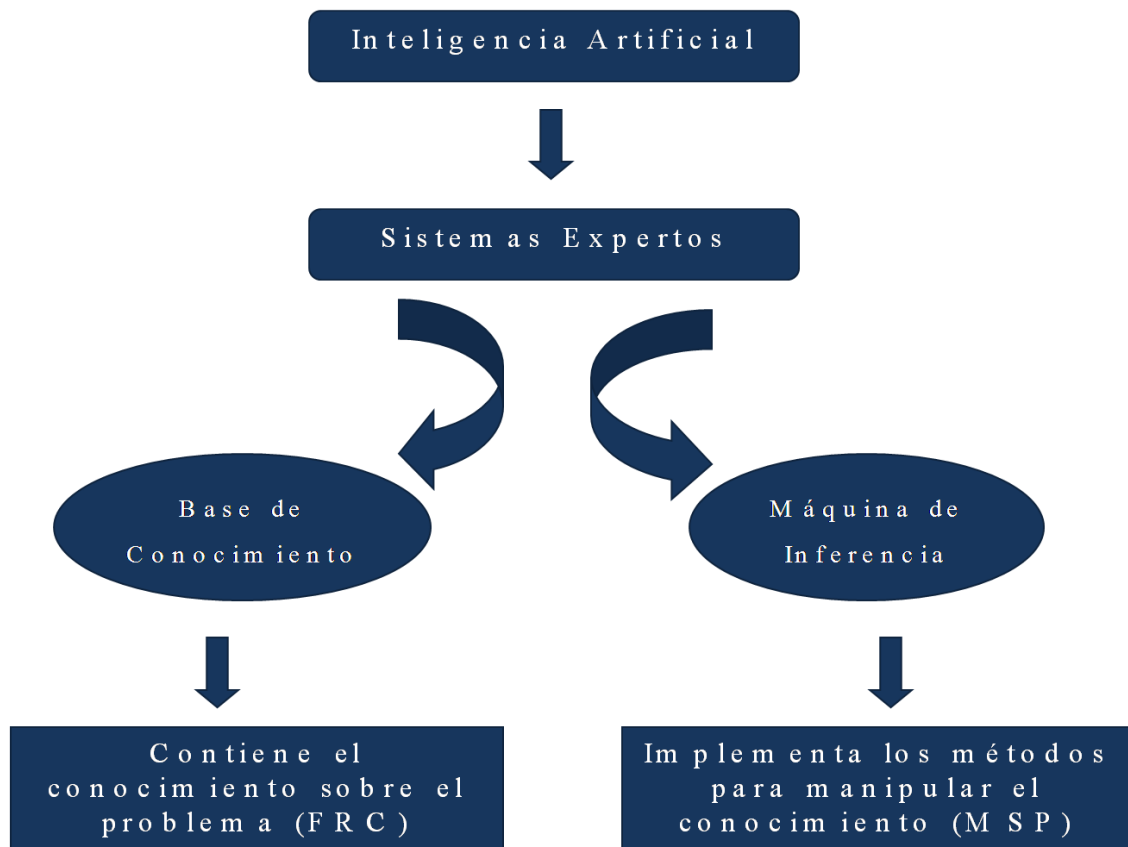 Inteligencia Artificial
Sistemas Expertos
Base de
Conocimiento
Máquina de
Inferencia
Contiene el
conocimiento sobre el
problema (FRC)
Implementa los métodos
para manipular el
conocimiento (MSP)